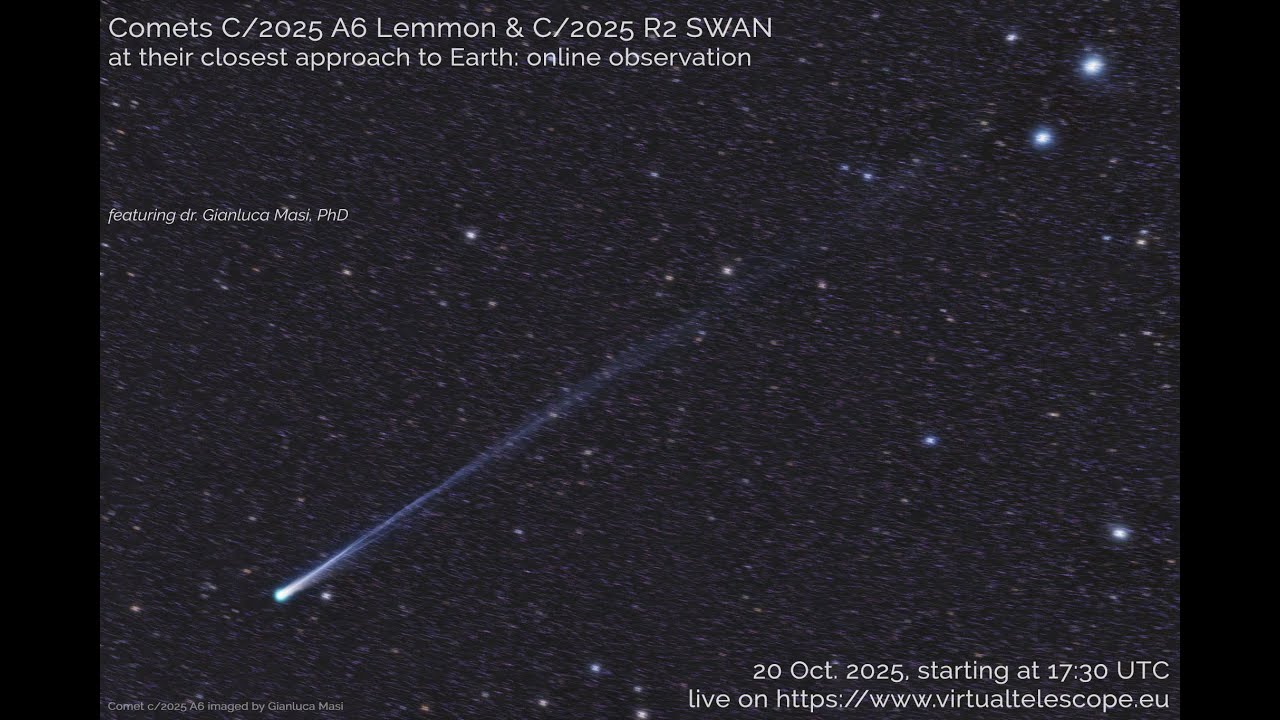 Comets C/2025 A6 Lemmon & C/2025 R2 SWAN
at their closest approach to Earth: online observation
featuring dr. Gianluca Masi, PhD
20 Oct. 2025, starting at 17:30 UTC
live on https://www.virtualtelescope.eu
Comet c/2025 A6 imaged by Gianluca Masi